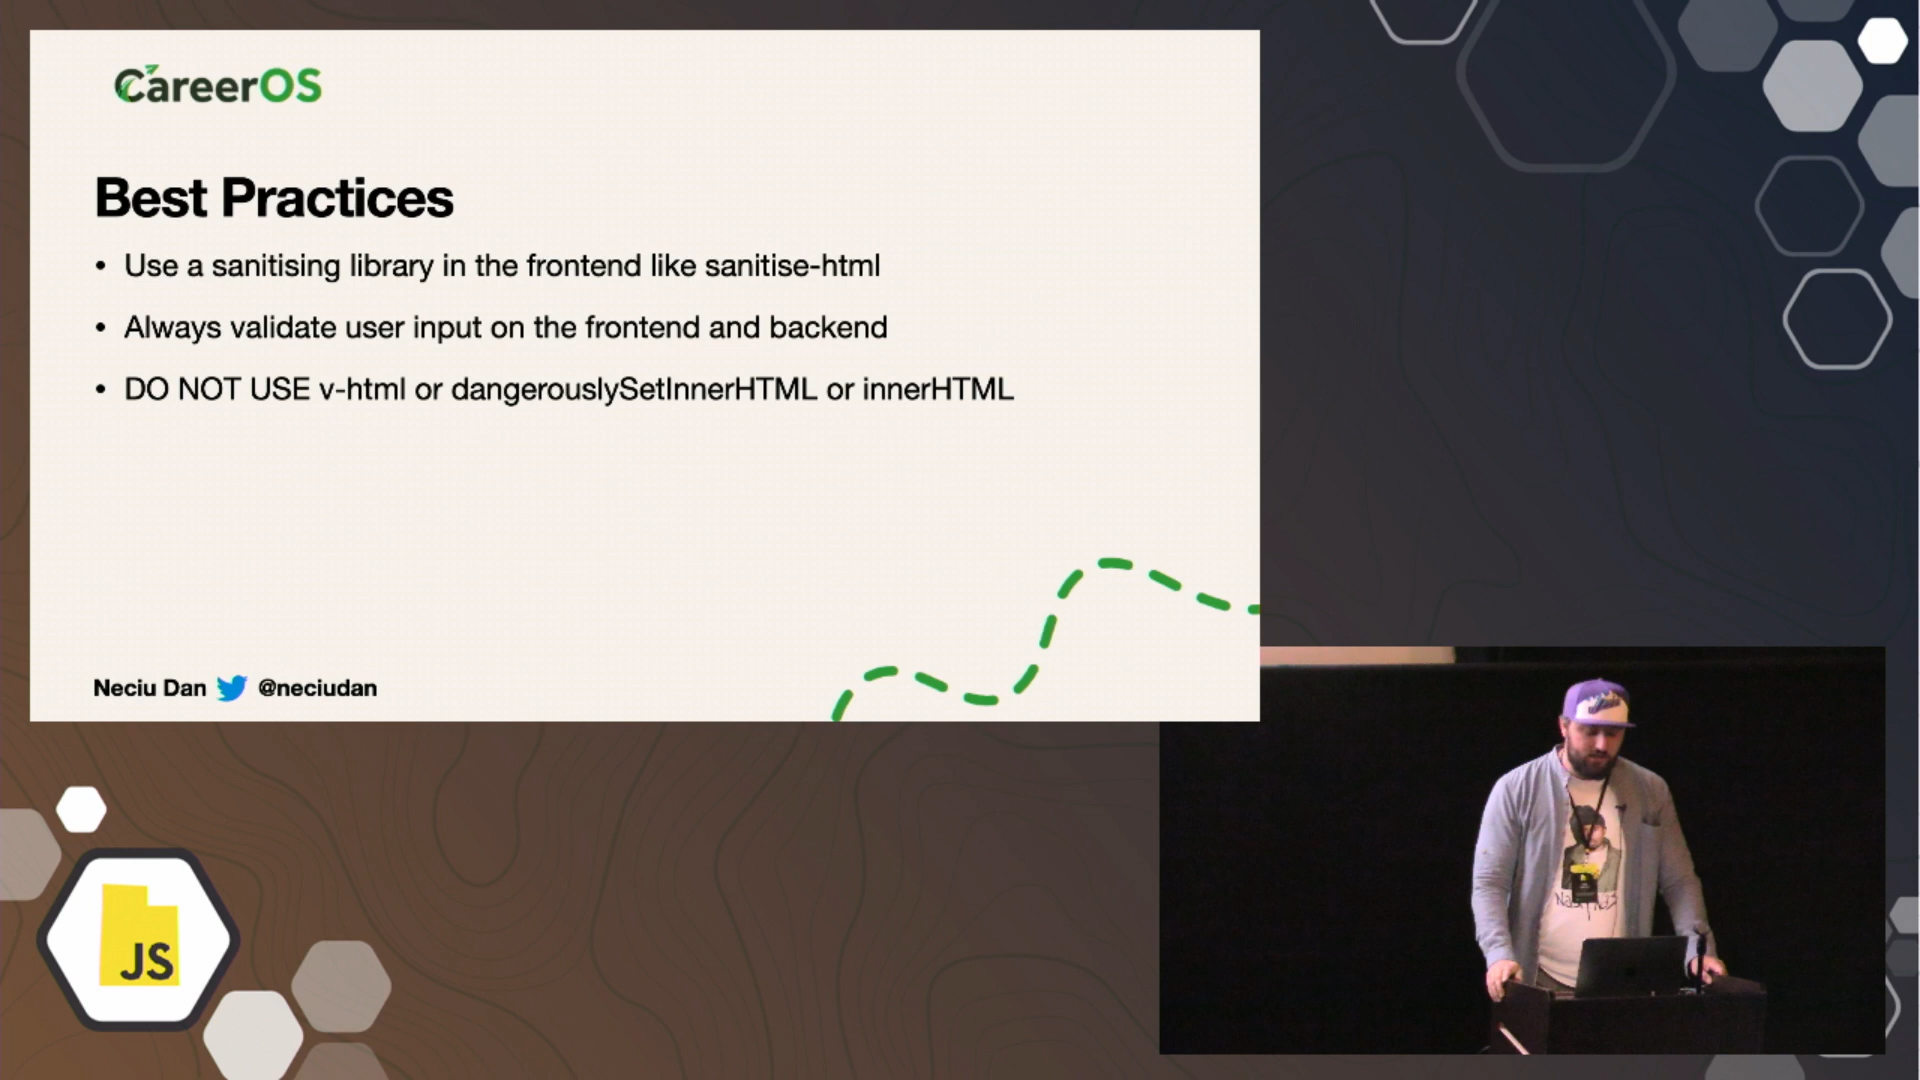 CareerOS
Best Practices
• Use a sanitising library in the frontend like sanitise-html
• Always validate user input on the frontend and backend
• DO NOT USE v-html or dangerouslySetInnerHTML or innerHTML
Neciu Dan @neciudan
JS